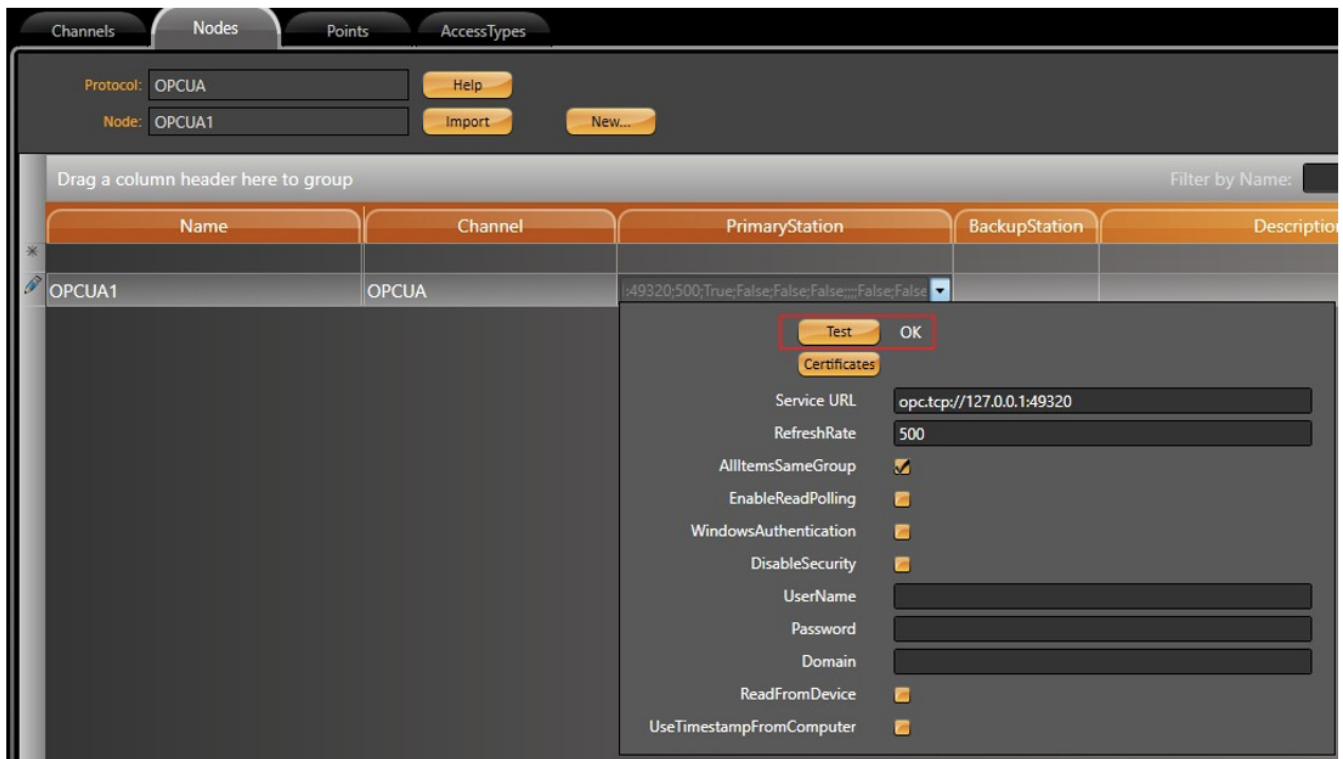 Channels Nodes Points AccessTypes
Protocol: OPCUA Help
Node: OPCUA1 Import New...
Drag a column header here to group Filter by Name:
Name Channel PrimaryStation BackupStation Descriptio
OPCUA1 OPCUA :49320;500;True;False;False;False;;;;False;False
Test OK
Certificates
Service URL opc.tcp://127.0.0.1:49320
RefreshRate 500
AllItemsSameGroup
EnableReadPolling
WindowsAuthentication
DisableSecurity
UserName
Password
Domain
ReadFromDevice
UseTimestampFromComputer